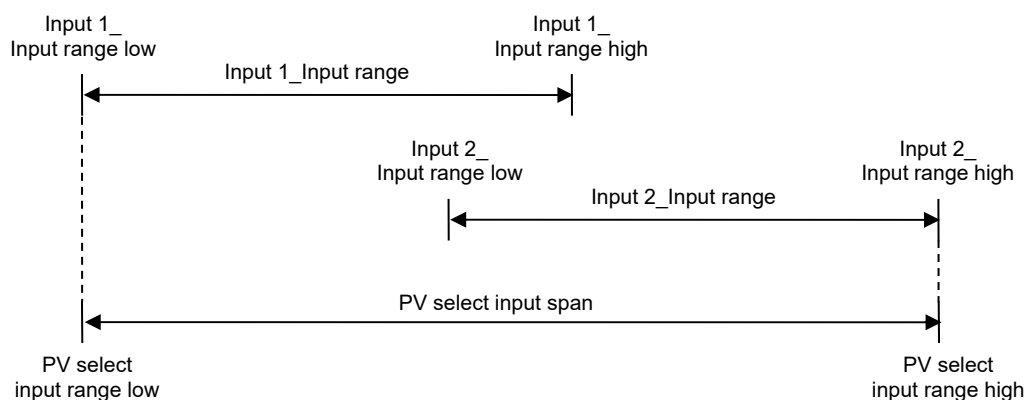 Input 1_
Input range low
Input 1_
Input range high
Input 1_Input range
Input 2_
Input range low
Input 2_
Input range high
Input 2_Input range
PV select input span
PV select
input range low
PV select
input range high